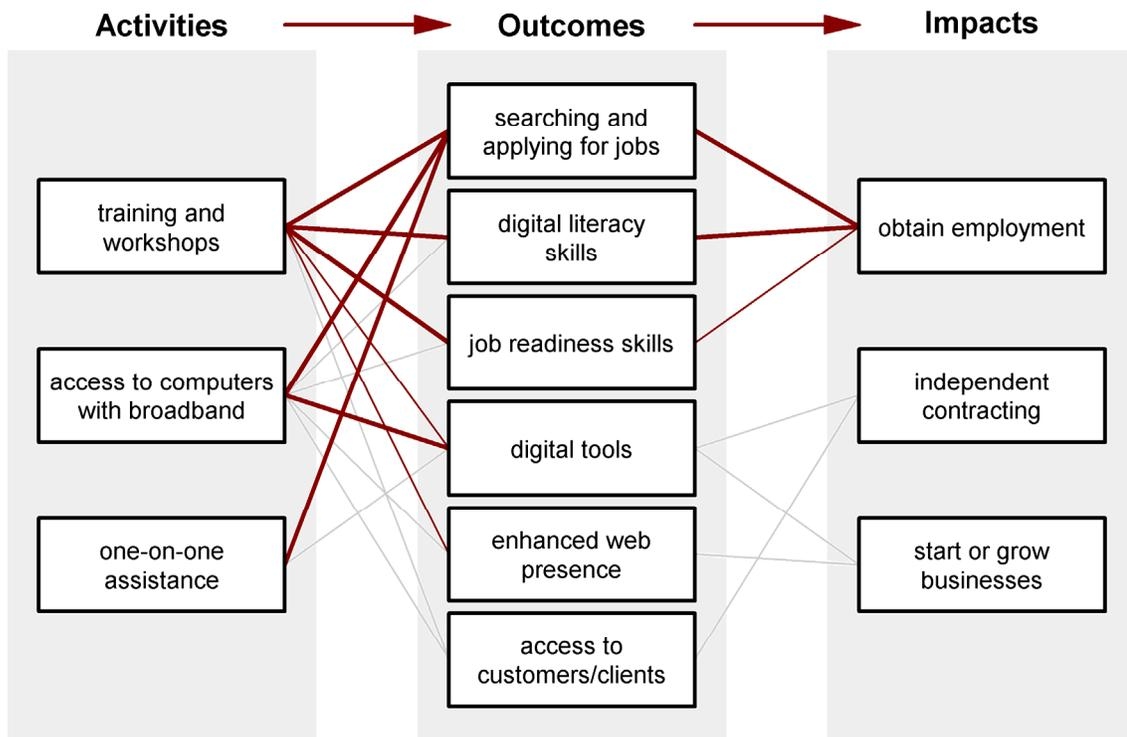 Activities
Outcomes
Impacts
training and
workshops
access to computers
with broadband
one-on-one
assistance
searching and
applying for jobs
digital literacy
skills
job readiness skills
digital tools
enhanced web
presence
access to
customers/clients
obtain employment
independent
contracting
start or grow
businesses